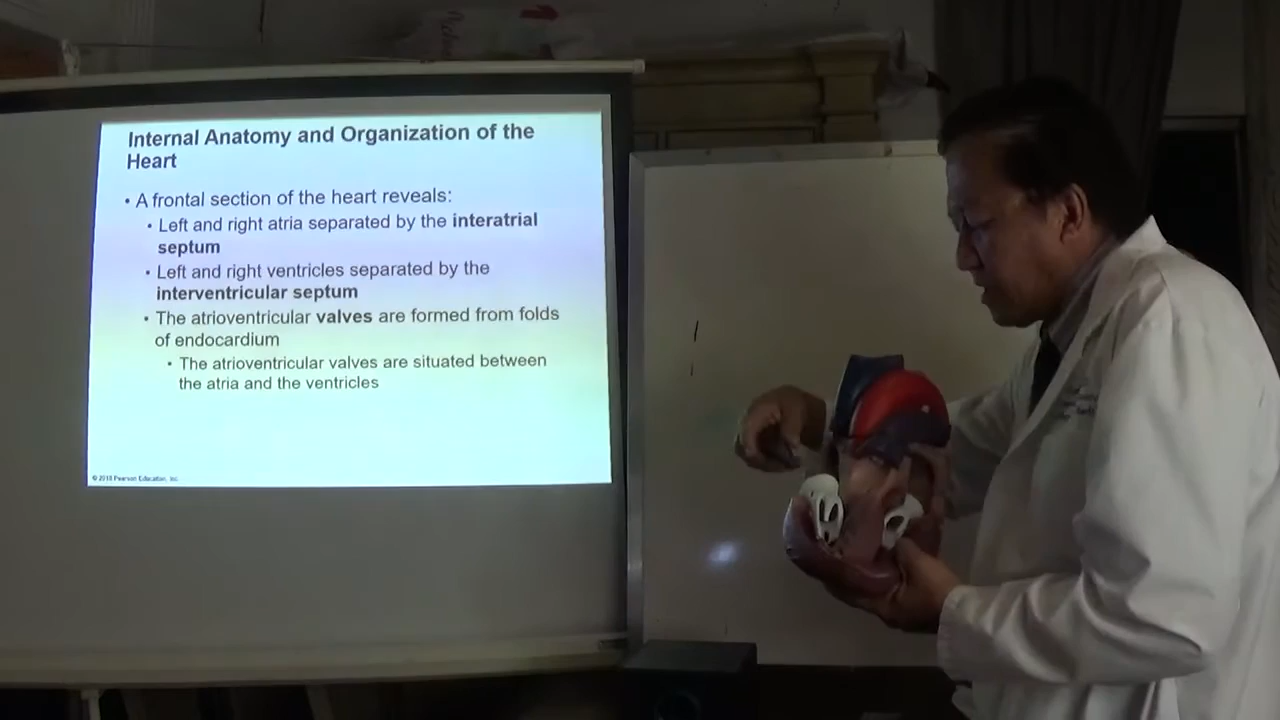 Internal Anatomy and Organization of the
Heart
• A frontal section of the heart reveals:
• Left and right atria separated by the interatrial
septum
• Left and right ventricles separated by the
interventricular septum
• The atrioventricular valves are formed from folds
of endocardium
• The atrioventricular valves are situated between
the atria and the ventricles
© 2018 Pearson Education, Inc.